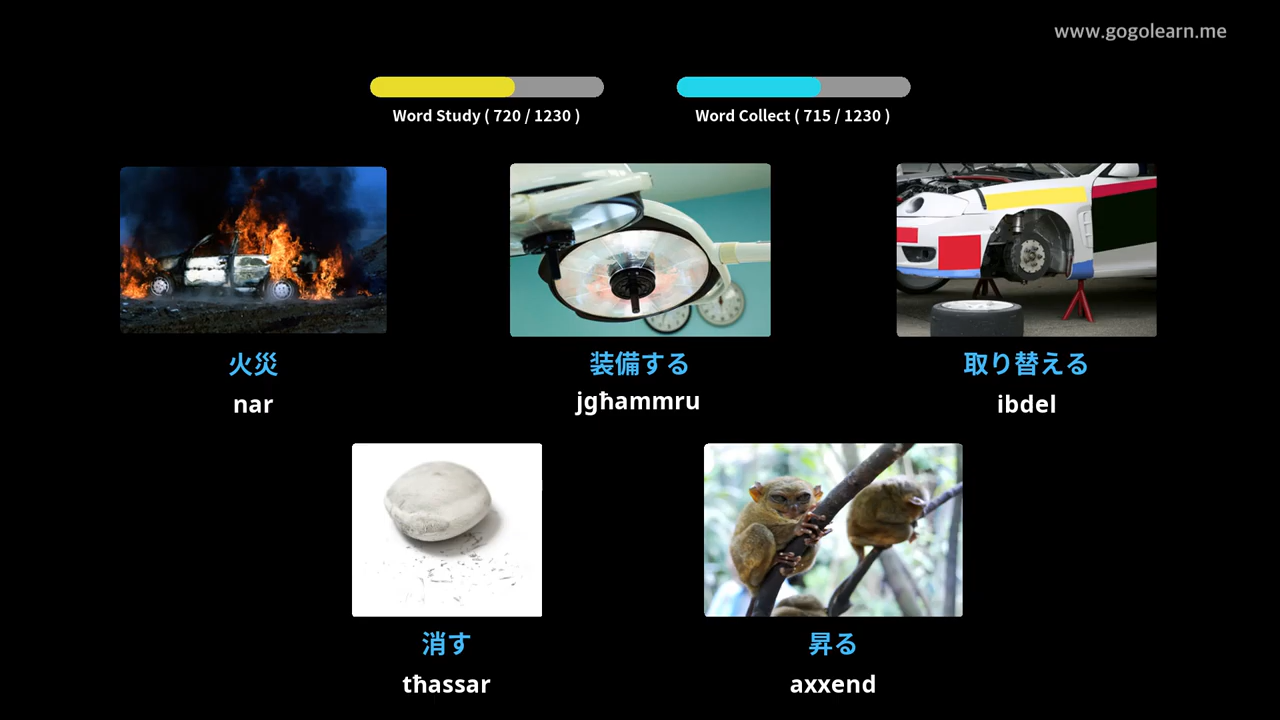 www.gogolearn.me
Word Study ( 720 / 1230 )
Word Collect ( 715 / 1230 )
火災
nar
装備する
jgħammru
取り替える
ibdel
消す
tħassar
昇る
axxend